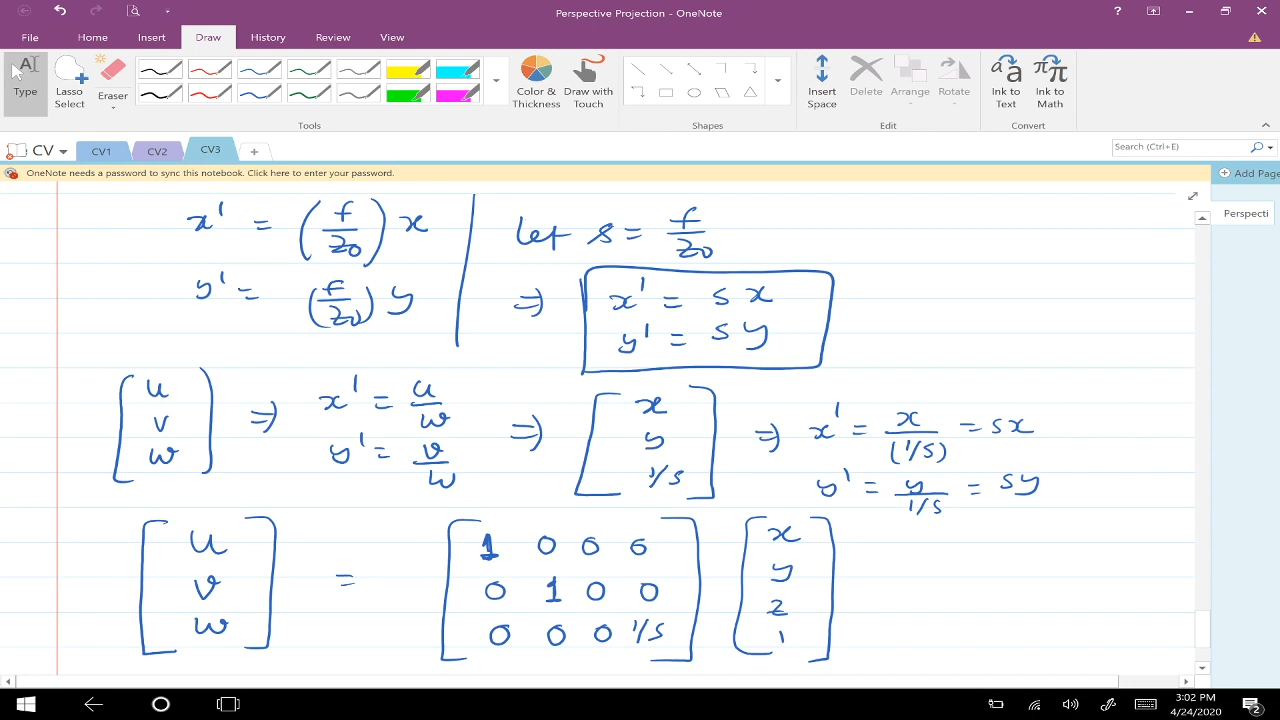 Perspective Projection - OneNote
File Home Insert Draw History Review View
Type Lasso Select Eraser Color & Thickness Draw with Touch Insert Space Delete Arrange Rotate Ink to Text Ink to Math
Tools Shapes Edit Convert
CV CV1 CV2 CV3 Search (Ctrl+E)
OneNote needs a password to sync this notebook. Click here to enter your password. Add Page
Perspecti
x' = (f/z0) x
y' = (f/z0) y
let s = f/z0
⇒ x' = s x
y' = s y
[u v w] ⇒ x' = u/w y' = v/w ⇒ [x y 1/s] ⇒ x' = x/(1/s) = sx
y' = y/1/s = sy
[u v w] = [1 0 0 0
0 1 0 0
0 0 0 1/s] [x y z 1]
3:02 PM
4/24/2020
2